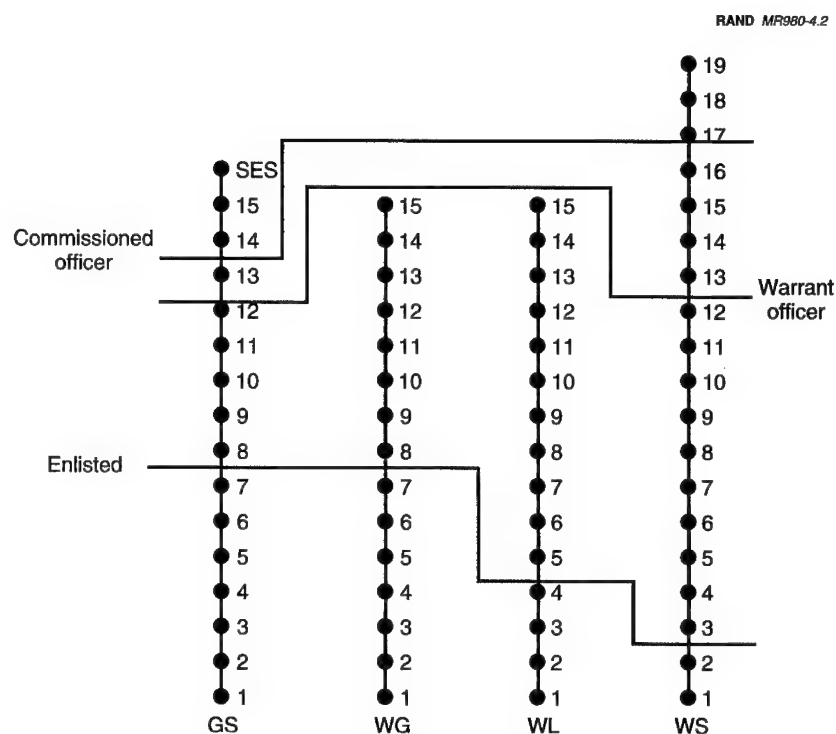 RAND MR980-4.2
19
18
17
SES 16
15 15 15 15
Commissioned officer
14 14 14 14
13 13 13 13
Warrant officer
12 12 12 12
11 11 11 11
10 10 10 10
9 9 9 9
8 8 8 8
Enlisted
7 7 7 7
6 6 6 6
5 5 5 5
4 4 4 4
3 3 3 3
2 2 2 2
1 1 1 1
GS WG WL WS